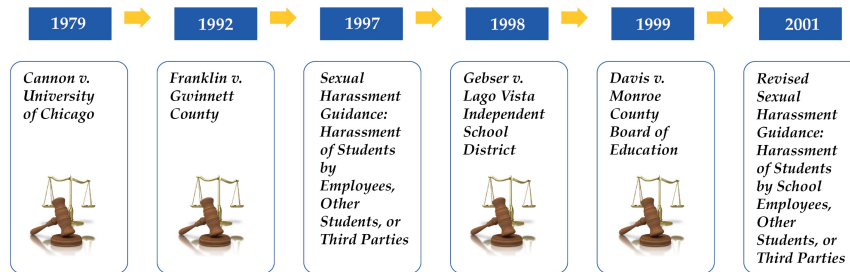 1979
1992
1997
1998
1999
2001
Cannon v.
University
of Chicago
Franklin v.
Gwinnett
County
Sexual
Harassment
Guidance:
Harassment
of Students
by
Employees,
Other
Students, or
Third Parties
Gebser v.
Lago Vista
Independent
School
District
Davis v.
Monroe
County
Board of
Education
Revised
Sexual
Harassment
Guidance:
Harassment
of Students
by School
Employees,
Other
Students, or
Third Parties